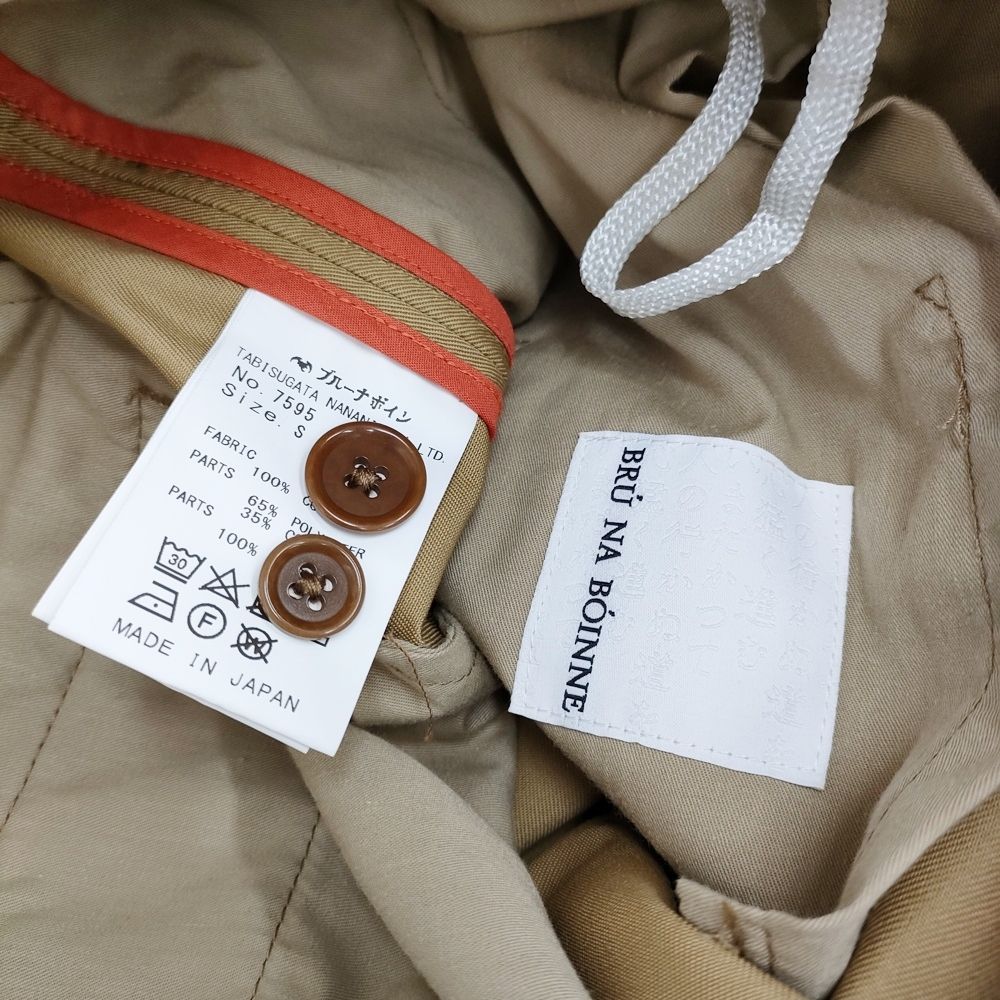 ブルーナボイン
TABISUGATA LTD.
No. 7595
Size. S
FABRIC
100%
PARTS
65%
35%
PARTS
100%
30
F
MADE IN JAPAN
BRÚ NA BÓINNE